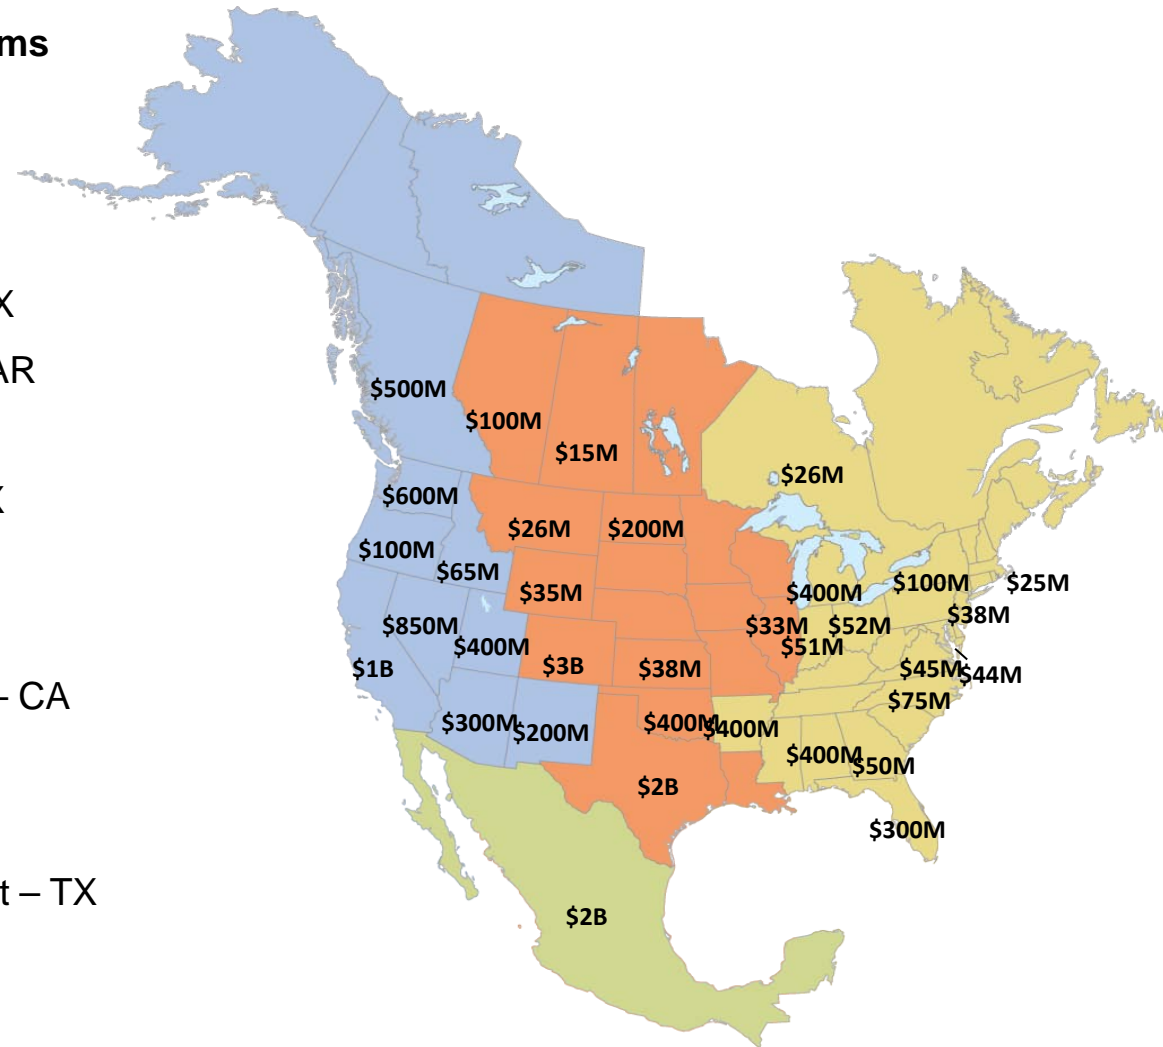 ms
X
AR
X
– CA
t – TX
$500M
$100M
$15M
$26M
$600M
$26M
$200M
$100M
$65M
$35M
$400M
$100M
$25M
$38M
$850M
$400M
$33M
$52M
$51M
$1B
$3B
$38M
$45M
$44M
$75M
$300M
$200M
$400M
$400M
$400M
$50M
$2B
$300M
$2B